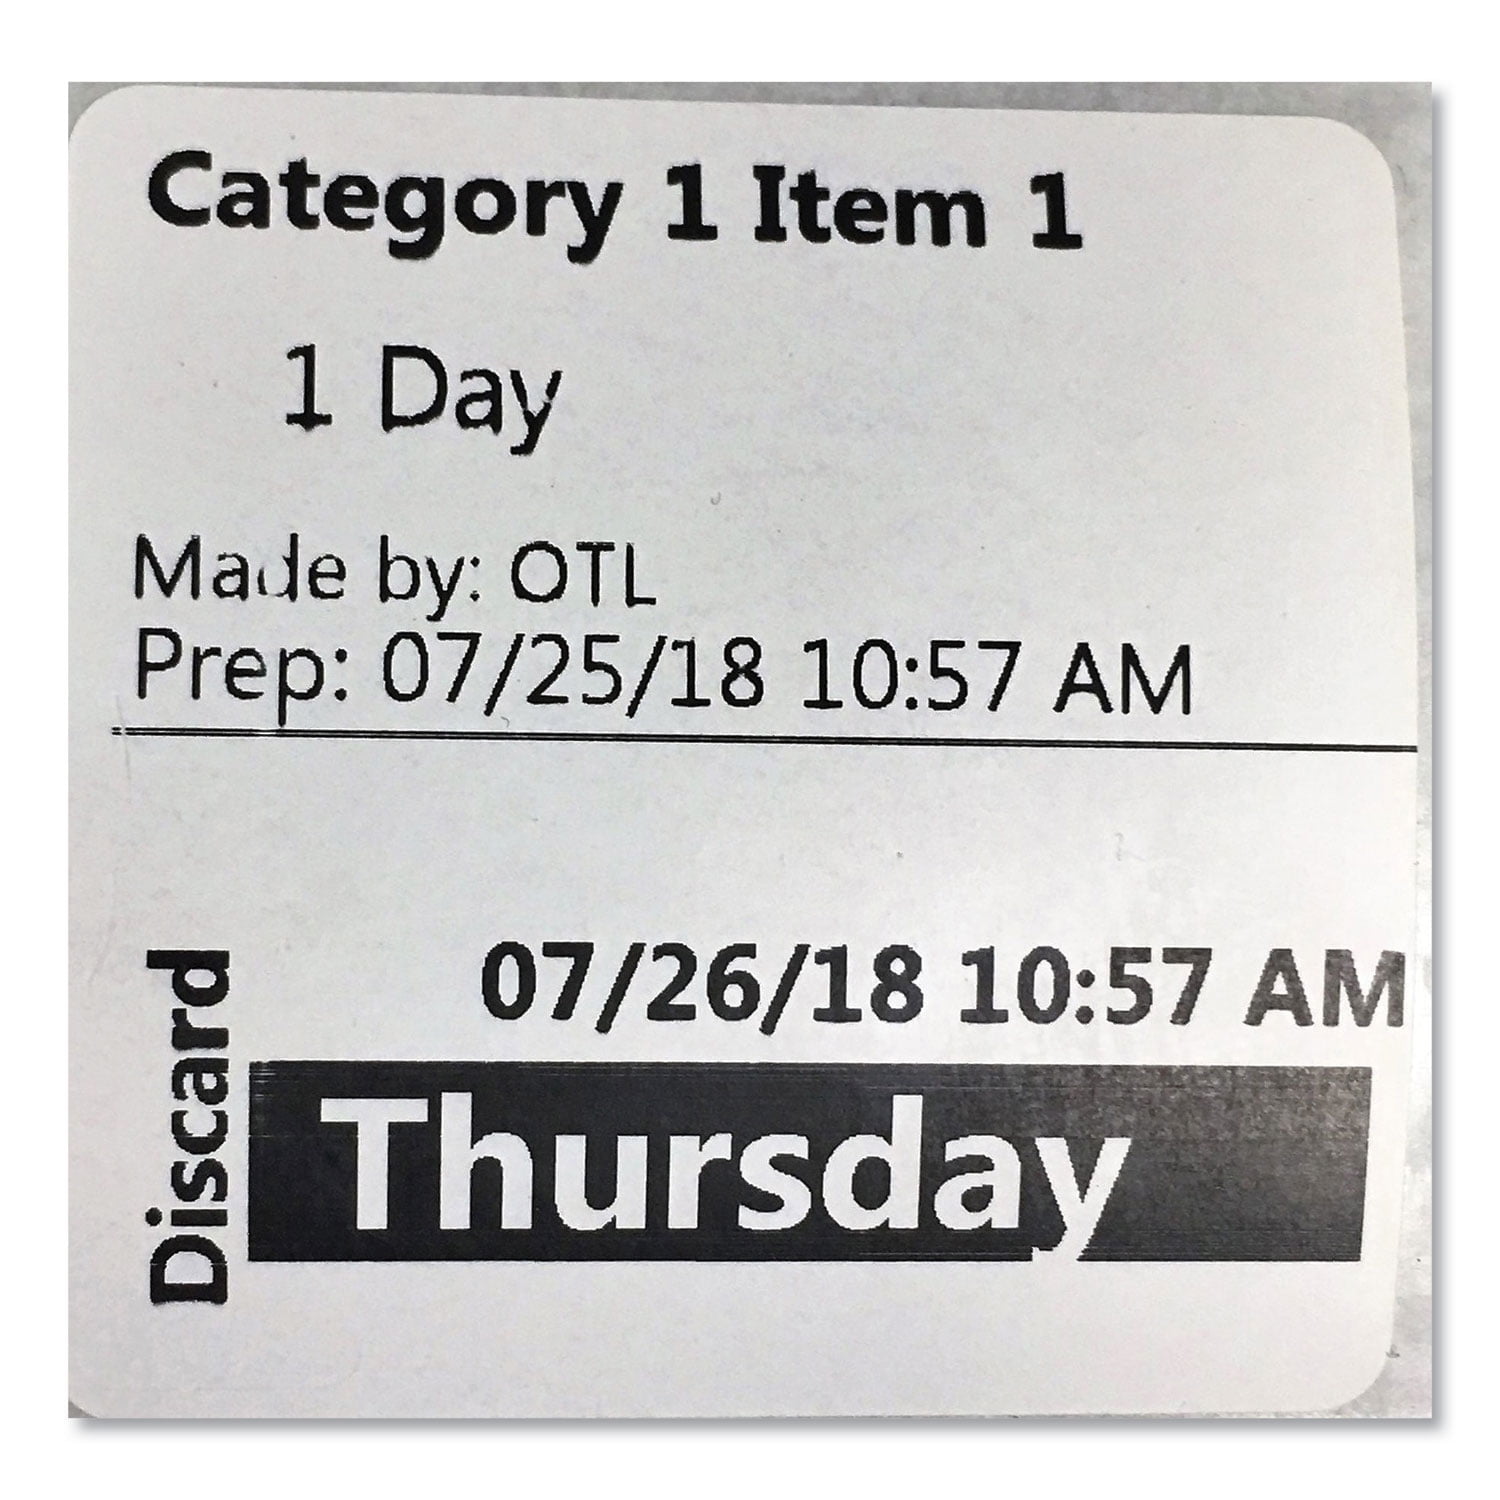 Category 1 Item 1
1 Day
Made by: OTL
Prep: 07/25/18 10:57 AM
Discard
07/26/18 10:57 AM
Thursday